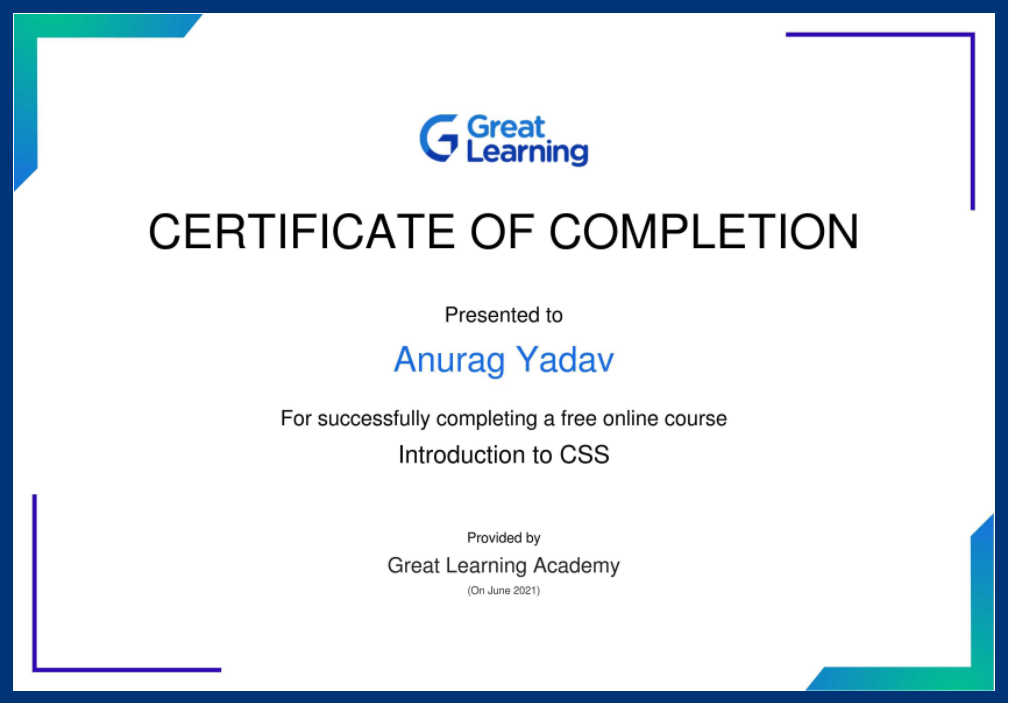 Great
Learning
CERTIFICATE OF COMPLETION
Presented to
Anurag Yadav
For successfully completing a free online course
Introduction to CSS
Provided by
Great Learning Academy
(On June 2021)